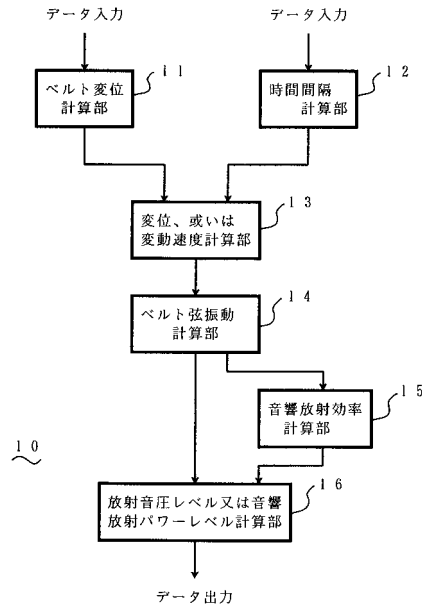 データ入力
データ入力
11
ベルト変位
計算部
12
時間間隔
計算部
13
変位、或いは
変動速度計算部
14
ベルト弦振動
計算部
15
音響放射効率
計算部
10
16
放射音圧レベル又は音響
放射パワーレベル計算部
データ出力